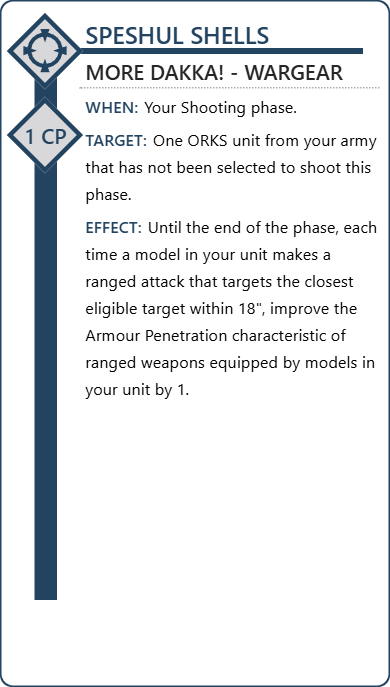 SPESHUL SHELLS
MORE DAKKA! - WARGEAR
WHEN: Your Shooting phase.
1 CP
TARGET: One ORKS unit from your army
that has not been selected to shoot this
phase.
EFFECT: Until the end of the phase, each
time a model in your unit makes a
ranged attack that targets the closest
eligible target within 18", improve the
Armour Penetration characteristic of
ranged weapons equipped by models in
your unit by 1.